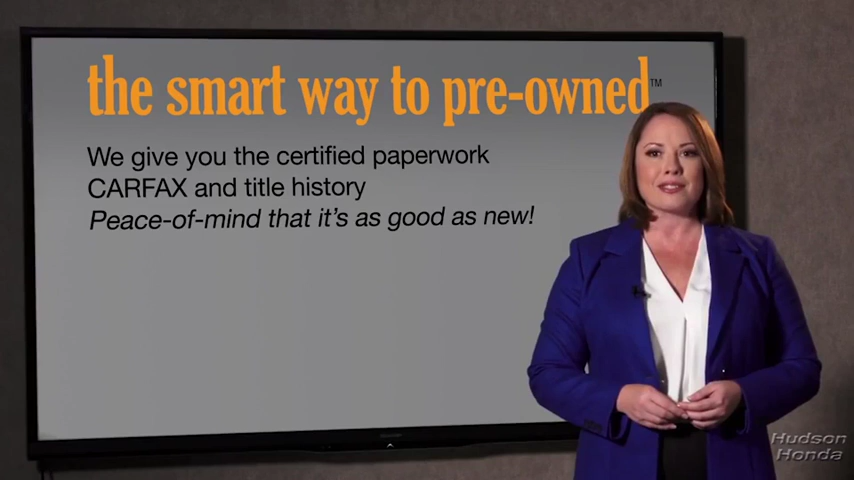 the smart way to pre-owned™
We give you the certified paperwork
CARFAX and title history
Peace-of-mind that it's as good as new!
Hudson
Honda